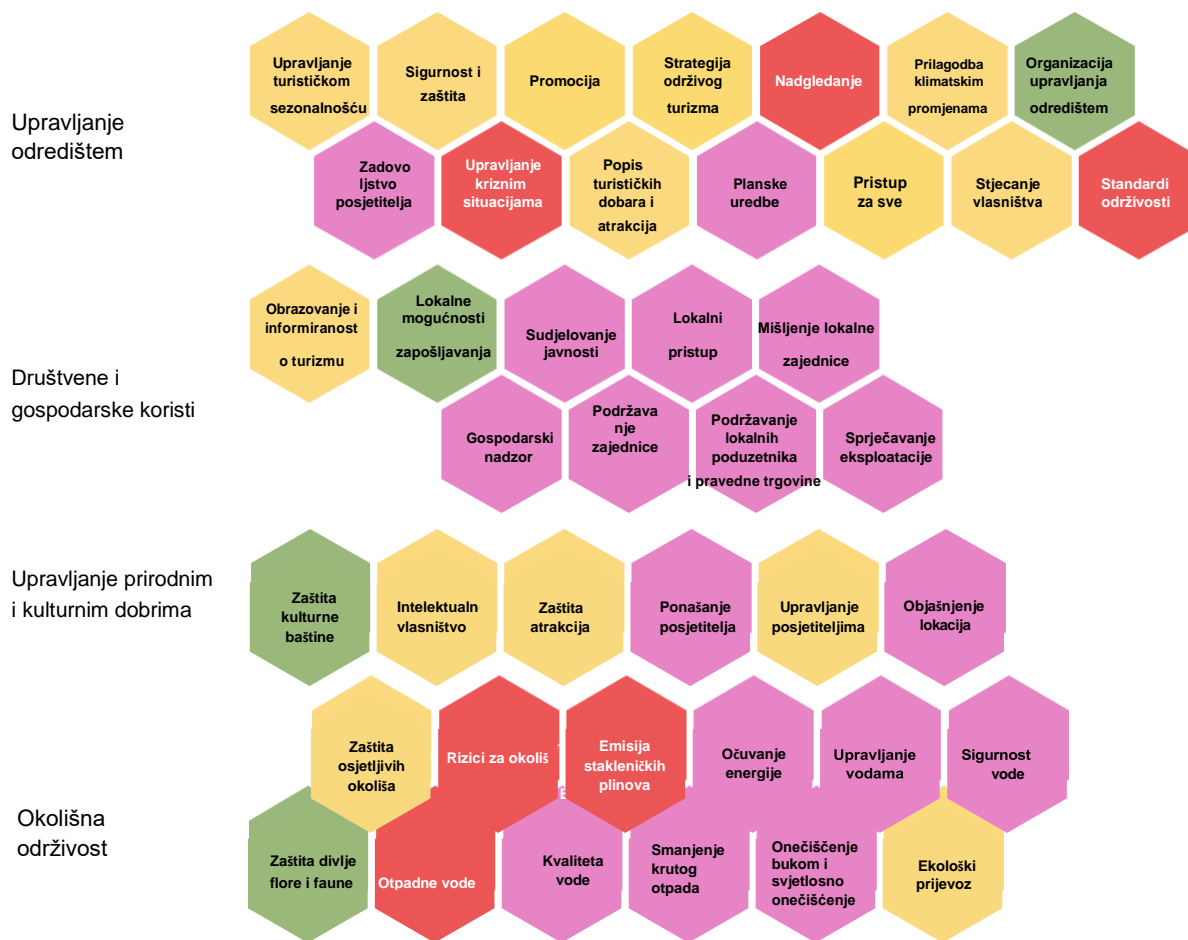 Upravljanje
odredištem
Upravljanje
turističkom
sezonalnošću
Sigurnost i
zaštita
Promocija
Strategija
održivog
turizma
Nadgledanje
Prilagodba
klimatskim
promjenama
Organizacija
upravljanja
odredištem
Zadovo
ljstvo
posjetitelja
Upravljanje
kriznim
situacijama
Popis
turističkih
dobara i
atrakcija
Planske
uredbe
Pristup
za sve
Stjecanje
vlasništva
Standardi
održivosti
Društvene i
gospodarske koristi
Obrazovanje i
informiranost
o turizmu
Lokalne
mogućnosti
zapošljavanja
Sudjelovanje
javnosti
Lokalni
pristup
Mišljenje lokalne
zajednice
Gospodarski
nadzor
Podržava
nje
zajednice
Podržavanje
lokalnih
poduzetnika
i pravedne trgovine
Sprječavanje
eksploatacije
Upravljanje prirodnim
i kulturnim dobrima
Zaštita
kulturne
baštine
Intelektualn
vlasništvo
Zaštita
atrakcija
Ponašanje
posjetitelja
Upravljanje
posjetiteljima
Objašnjenje
lokacija
Okolišna
održivost
Zaštita
osjetljivih
okoliša
Rizici za okoliš
Emisija
stakleničkih
plinova
Očuvanje
energije
Upravljanje
vodama
Sigurnost
vode
Zaštita divlje
flore i faune
Otpadne vode
Kvaliteta
vode
Smanjenje
krutog
otpada
Onečišćenje
bukom i
svjetlosno
onečišćenje
Ekološki
prijevoz